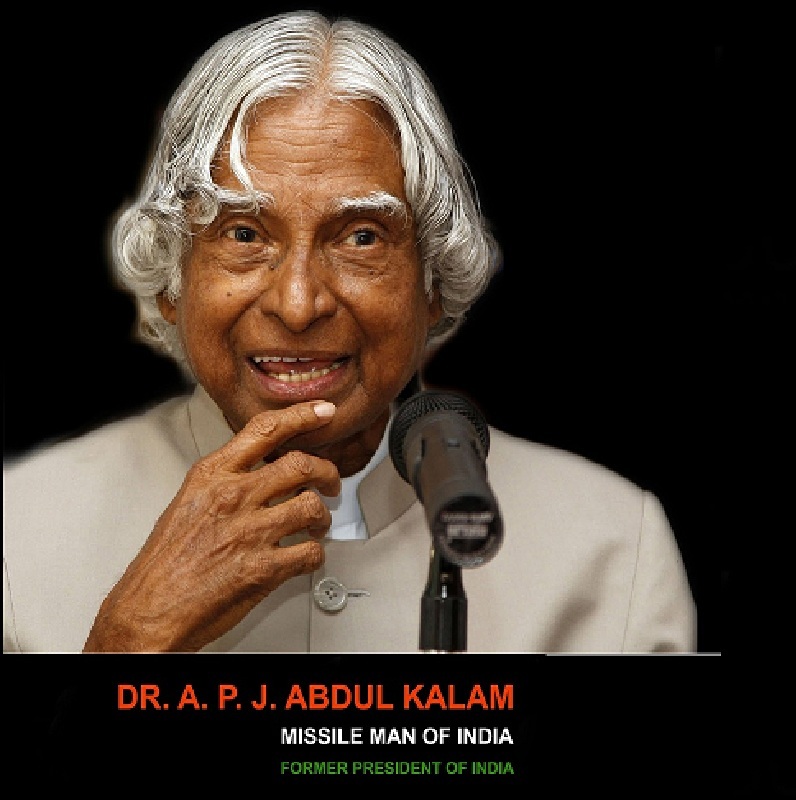 DR. A. P. J. ABDUL KALAM
MISSILE MAN OF INDIA
FORMER PRESIDENT OF INDIA